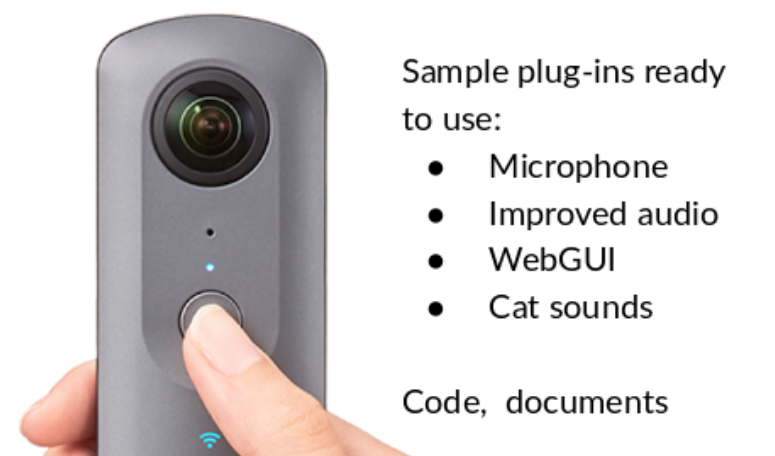 Sample plug-ins ready
to use:
● Microphone
● Improved audio
● WebGUI
● Cat sounds
Code, documents